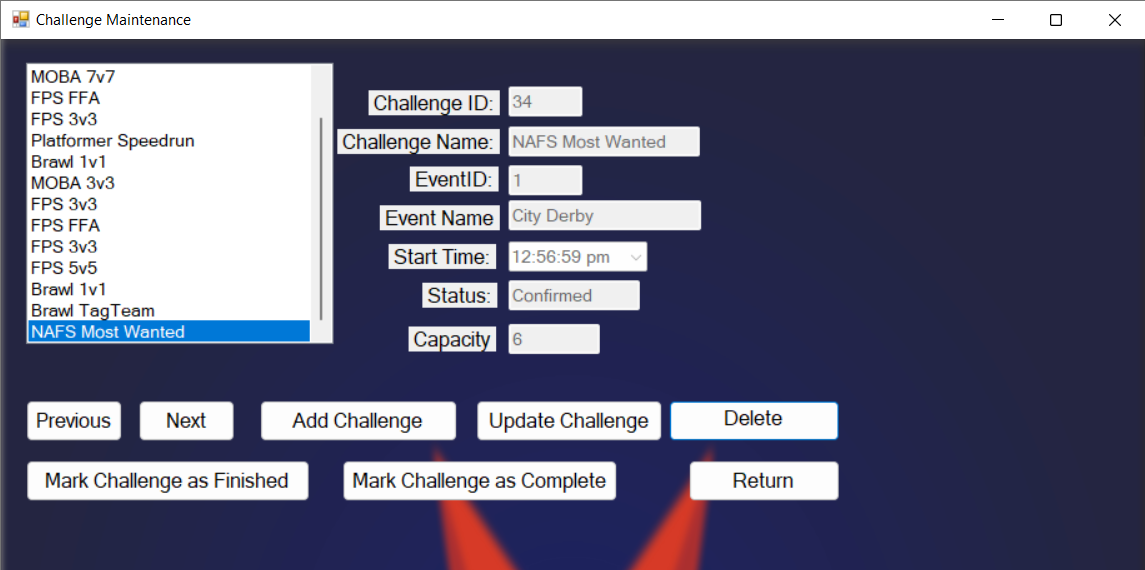 Challenge Maintenance
MOBA 7v7
FPS FFA
FPS 3v3
Platformer Speedrun
Brawl 1v1
MOBA 3v3
FPS 3v3
FPS FFA
FPS 3v3
FPS 5v5
Brawl 1v1
Brawl TagTeam
NAFS Most Wanted
Challenge ID: 34
Challenge Name: NAFS Most Wanted
EventID: 1
Event Name City Derby
Start Time: 12:56:59 pm
Status: Confirmed
Capacity 6
Previous Next Add Challenge Update Challenge Delete
Mark Challenge as Finished Mark Challenge as Complete Return